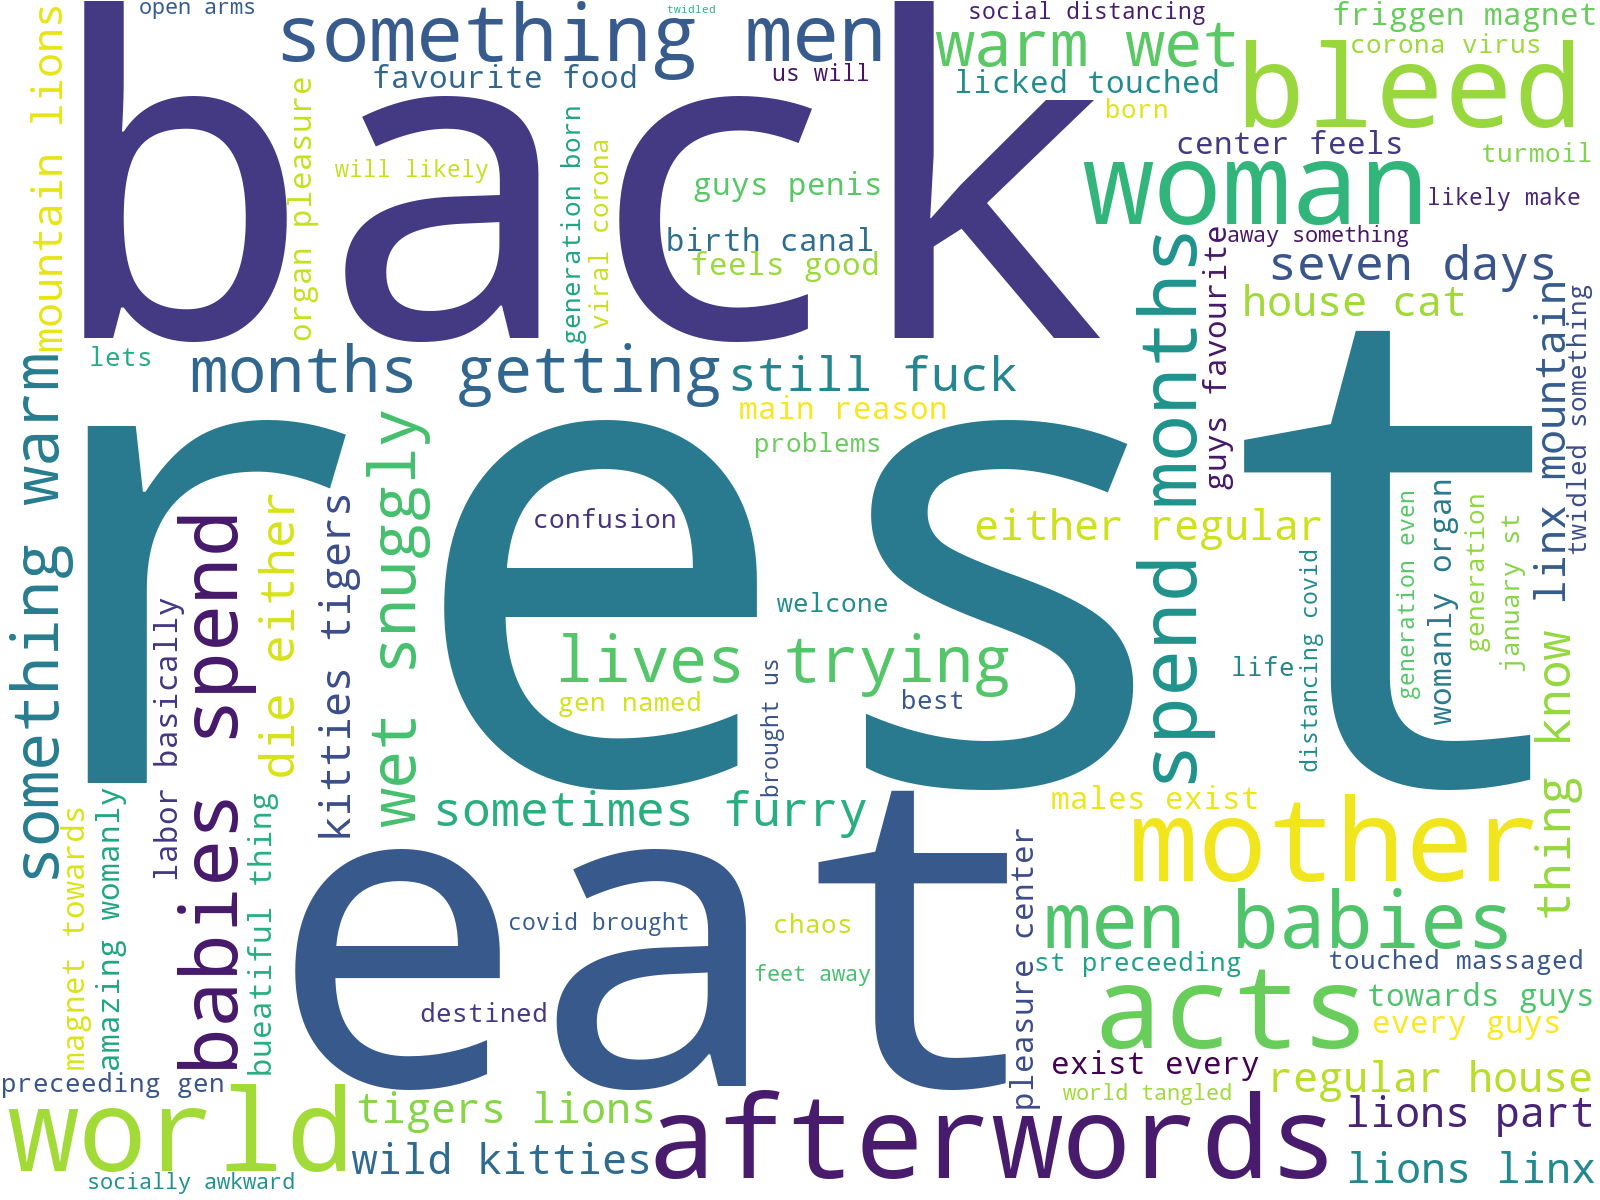 open arms
twidled
social distancing
friggen magnet
something men
warm wet
corona virus
mountain lions
back
favourite food
us will
licked touched
bleed
organ pleasure
generation born
born
will likely
viral corona
guys penis
center feels
turmoil
woman
likely make
birth canal
feels good
away something
spend months
guys favourite
seven days
house cat
linx mountain
twidled something
lets
months getting
still fuck
main reason
problems
something warm
rest
wet snuggly
babies spend
die either
kitties tigers
confusion
either regular
generation even
womanly organ
generation
january st
distancing covid
labor basically
welcone
lives trying
life
thing know
gen named
best
brought us
magnet towards
amazing womanly
bueatiful thing
sometimes furry
eat
males exist
mother
pleasure center
covid brought
chaos
men babies
feet away
st preceeding
touched massaged
destined
acts
towards guys
every guys
preceeding gen
exist every
regular house
world
tigers lions
afterwords
world tangled
lions part
wild kitties
lions linx
socially awkward